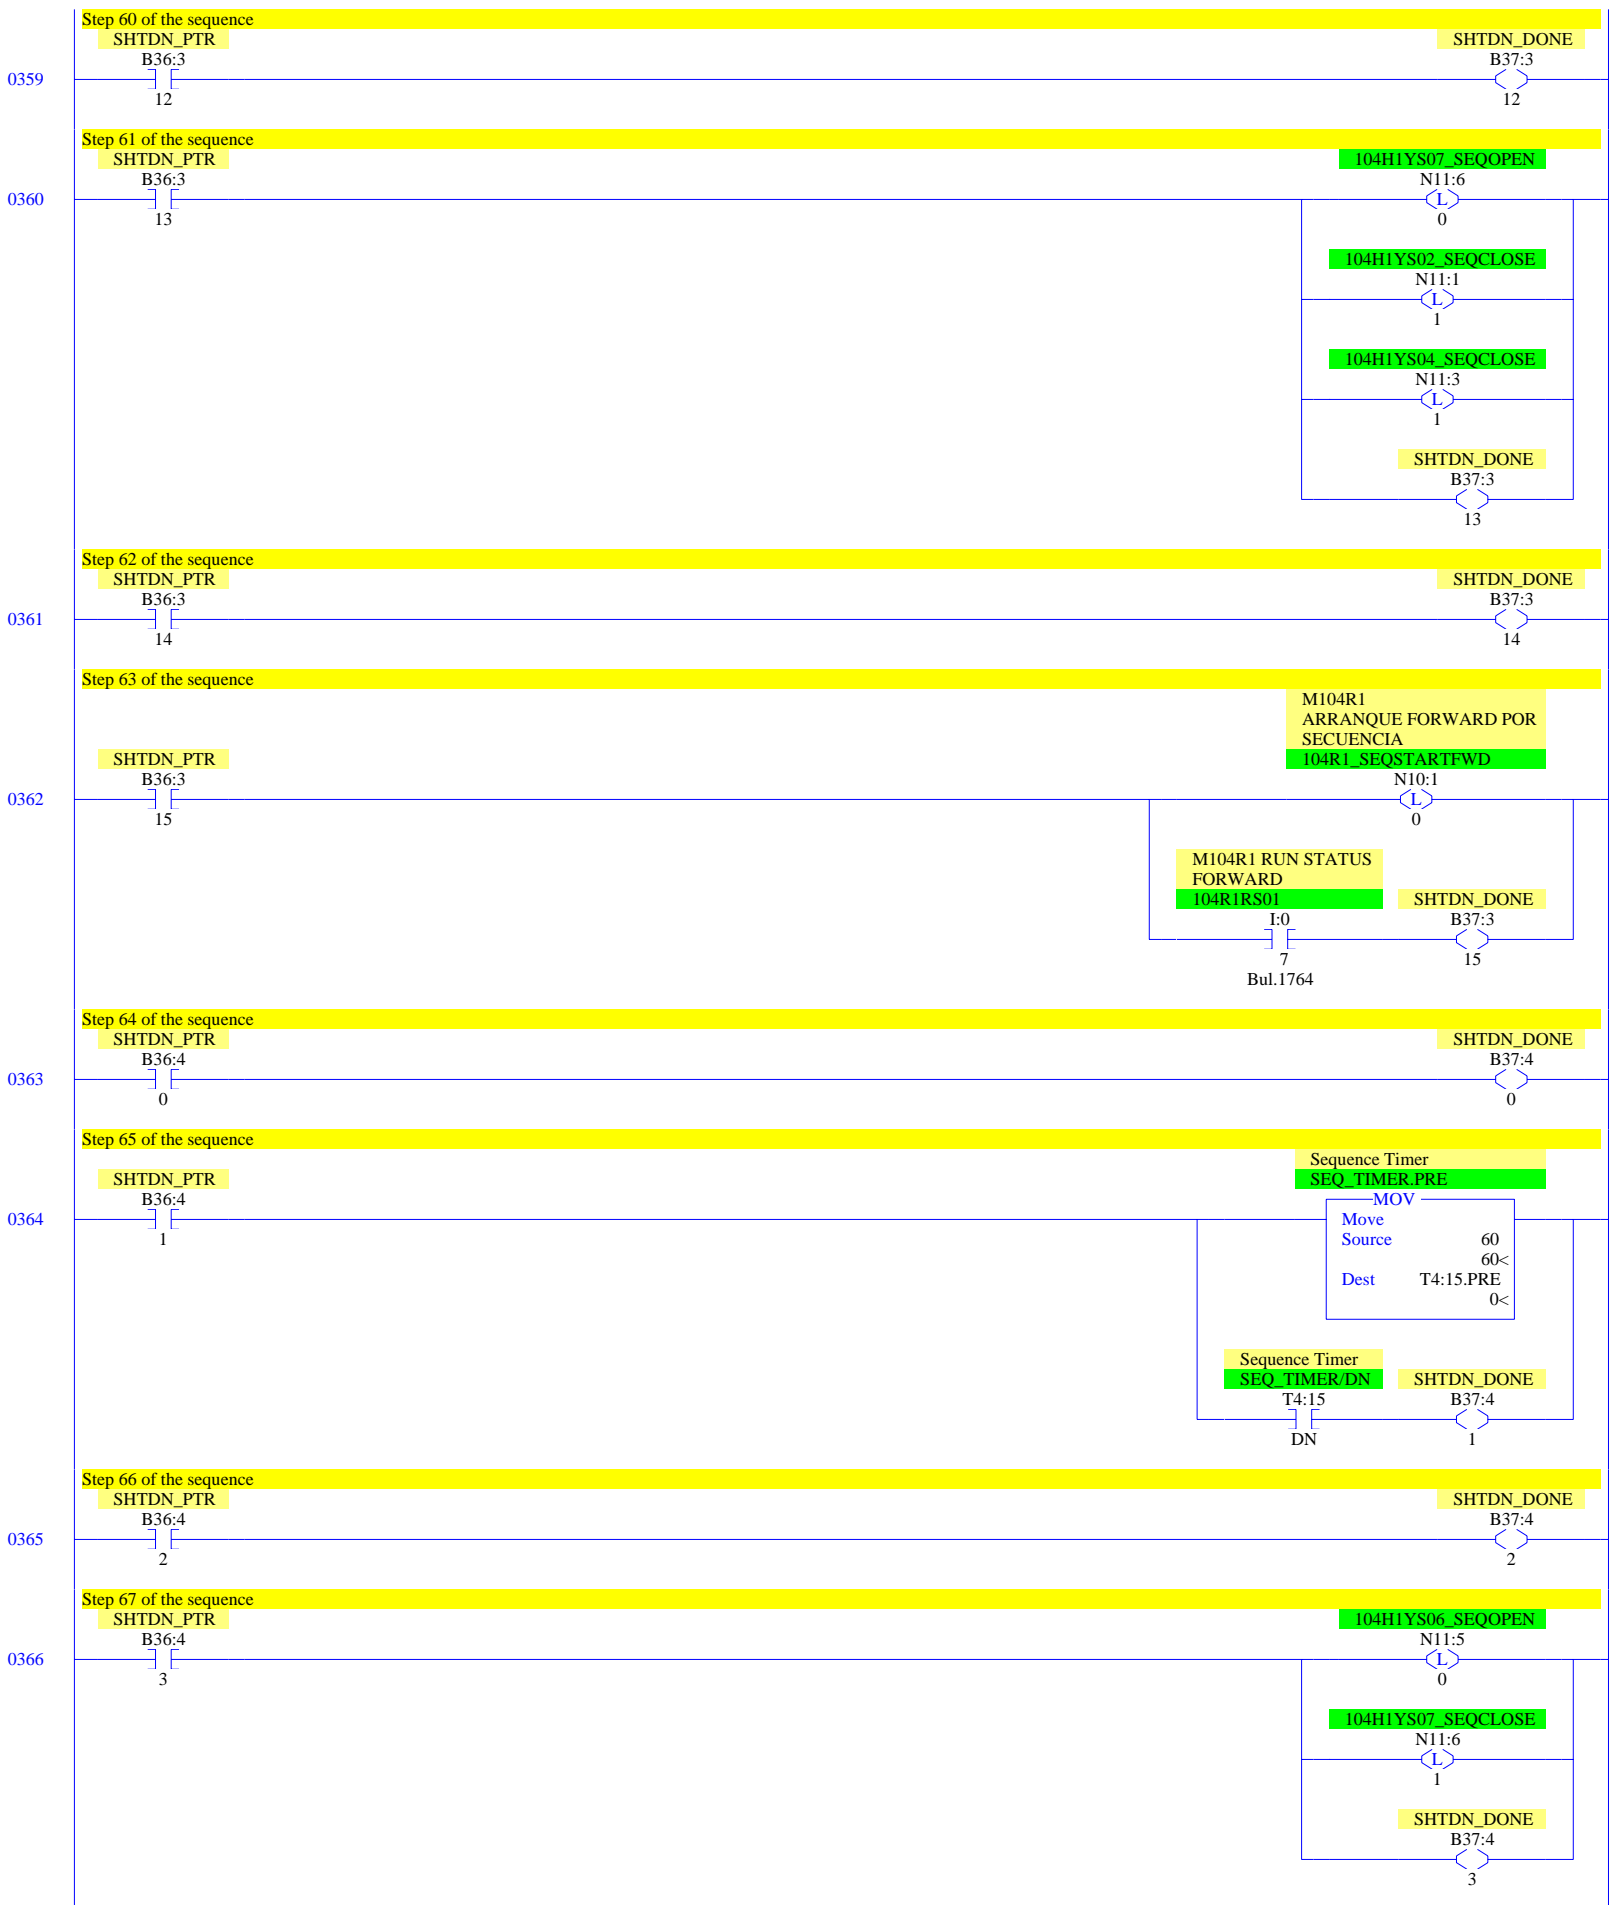 Step 60 of the sequence
SHTDN_PTR SHTDN_DONE
B36:3 B37:3
0359
12 12
Step 61 of the sequence
SHTDN_PTR 104H1YS07_SEQOPEN
B36:3 N11:6
0360 L
13 0
104H1YS02_SEQCLOSE
N11:1
L
1
104H1YS04_SEQCLOSE
N11:3
L
1
SHTDN_DONE
B37:3
13
Step 62 of the sequence
SHTDN_PTR SHTDN_DONE
B36:3 B37:3
0361
14 14
Step 63 of the sequence
M104R1
ARRANQUE FORWARD POR
SECUENCIA
SHTDN_PTR 104R1_SEQSTARTFWD
B36:3 N10:1
0362 L
15 0
M104R1 RUN STATUS
FORWARD
104R1RS01 SHTDN_DONE
I:0 B37:3
7 15
Bul.1764
Step 64 of the sequence
SHTDN_PTR SHTDN_DONE
B36:4 B37:4
0363
0 0
Step 65 of the sequence
Sequence Timer
SHTDN_PTR SEQ_TIMER.PRE
B36:4 MOV
0364 Move
1 Source 60
60<
Dest T4:15.PRE
0<
Sequence Timer
SEQ_TIMER/DN SHTDN_DONE
T4:15 B37:4
DN 1
Step 66 of the sequence
SHTDN_PTR SHTDN_DONE
B36:4 B37:4
0365
2 2
Step 67 of the sequence
SHTDN_PTR 104H1YS06_SEQOPEN
B36:4 N11:5
0366 L
3 0
104H1YS07_SEQCLOSE
N11:6
L
1
SHTDN_DONE
B37:4
3